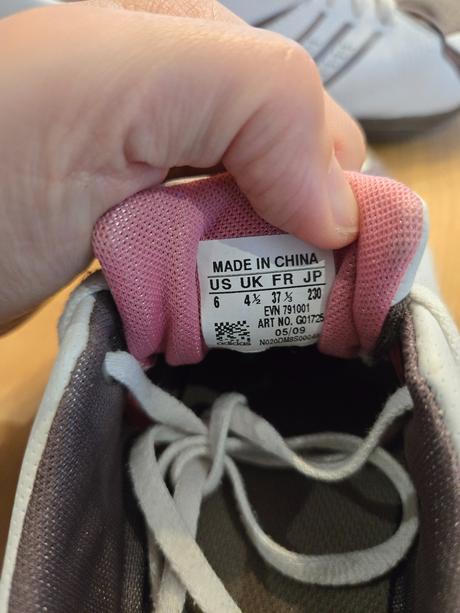 MADE IN CHINA
US UK FR JP
6 4½ 37⅓ 230
EVN 791001
ART NO. G01725
05/09
adidas